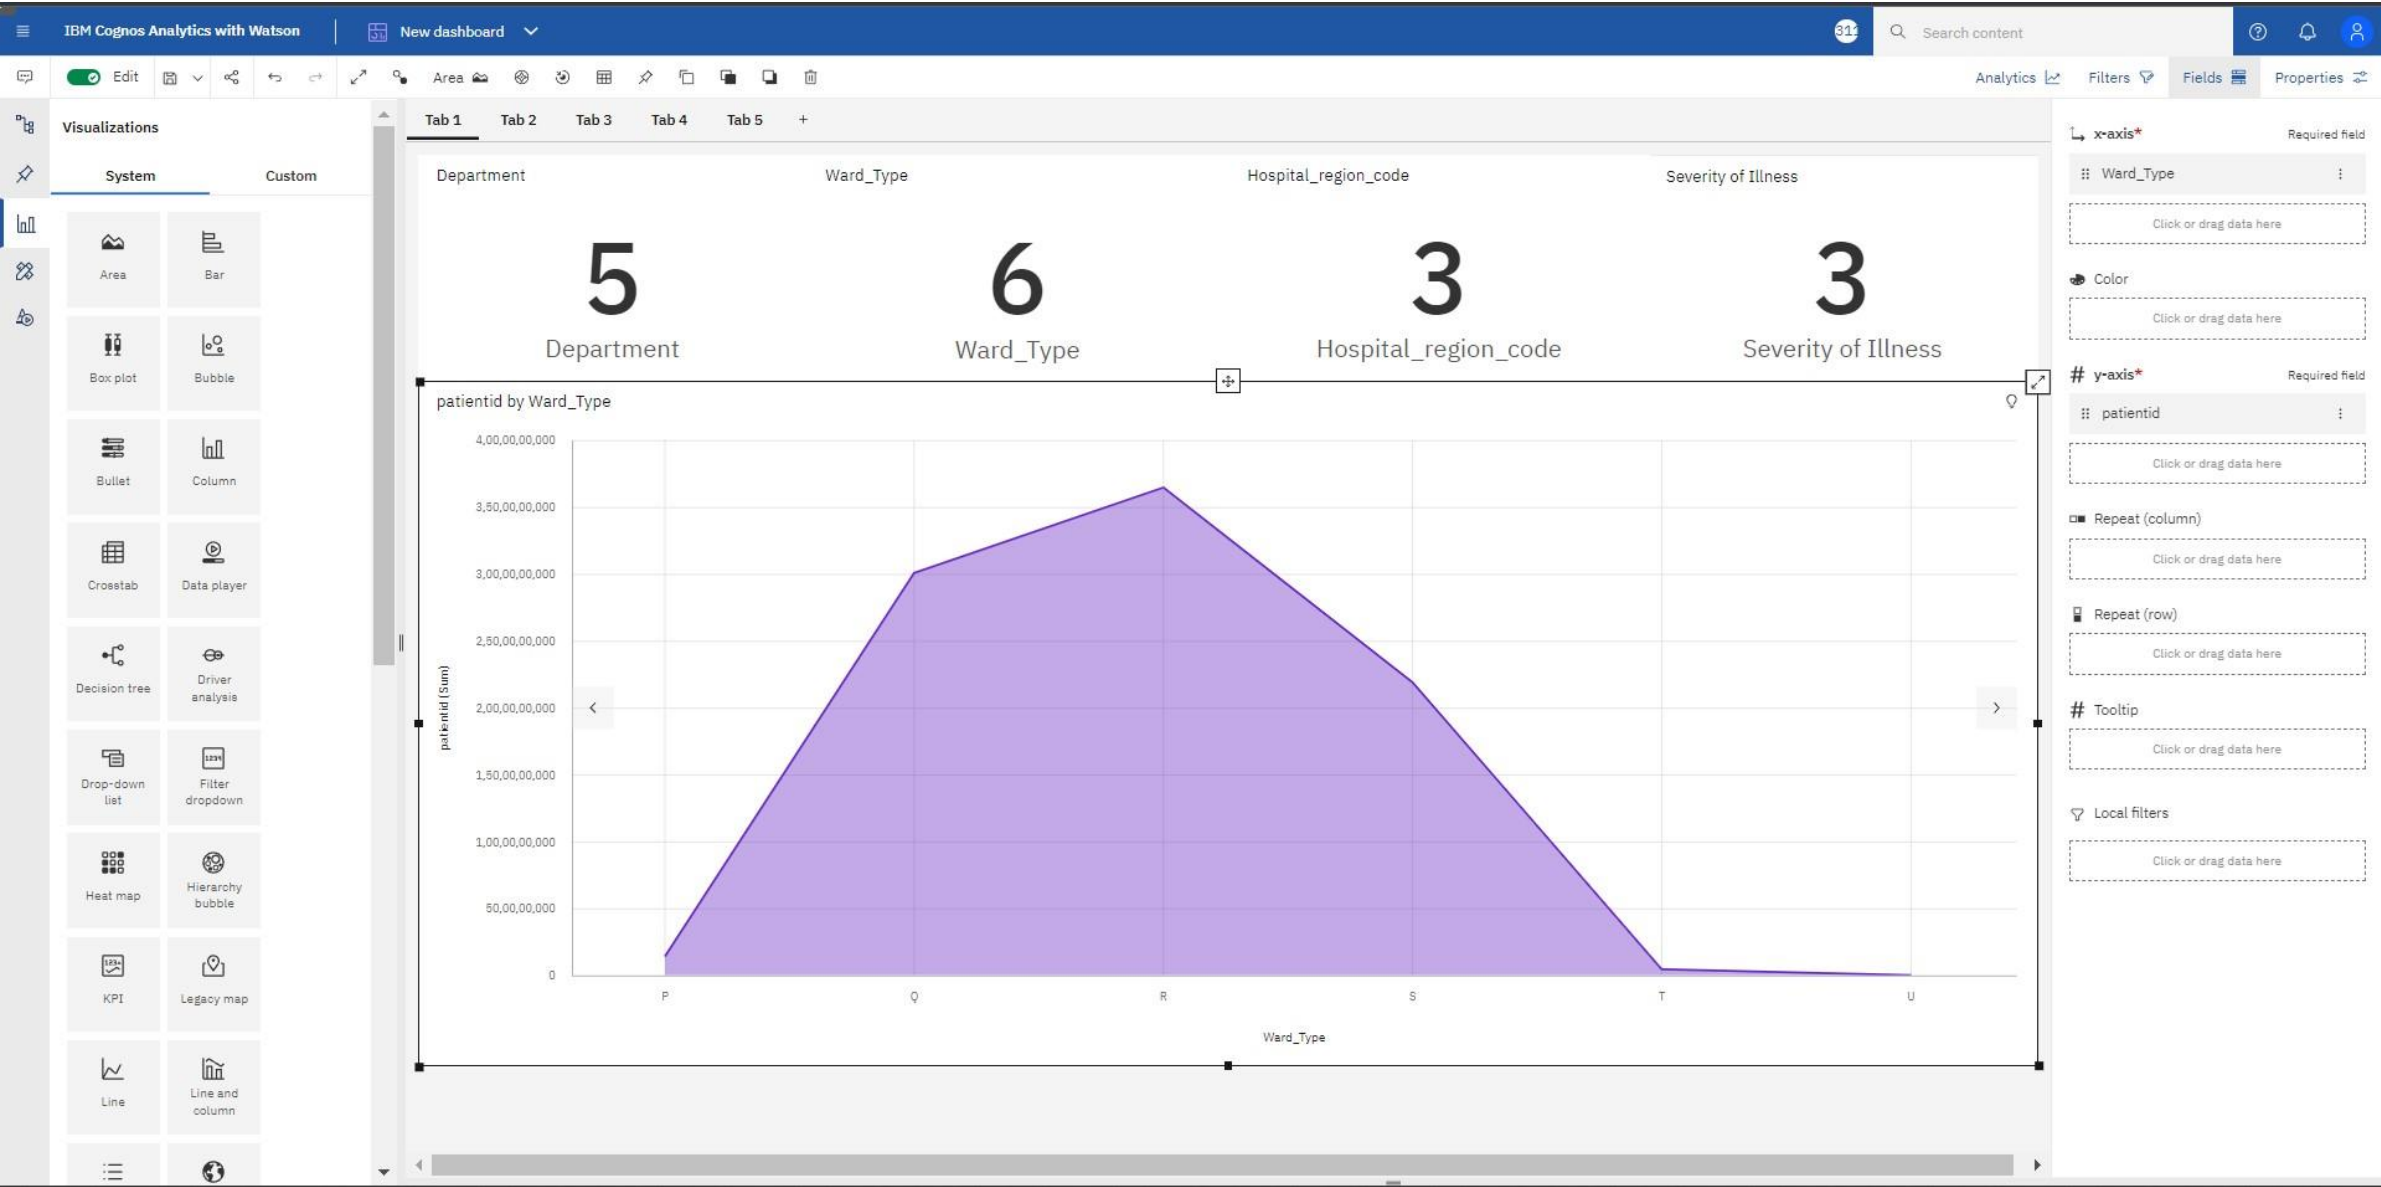 IBM Cognos Analytics with Watson
New dashboard
311
Search content
Edit
Area
Analytics
Filters
Fields
Properties
Visualizations
System
Custom
Area
Bar
Box plot
Bubble
Bullet
Column
Crosstab
Data player
Decision tree
Driver
analysis
Drop-down
list
Filter
dropdown
Heat map
Hierarchy
bubble
KPI
Legacy map
Line
Line and
column
Tab 1
Tab 2
Tab 3
Tab 4
Tab 5
+
Department
Ward_Type
Hospital_region_code
Severity of Illness
5
6
3
3
Department
Ward_Type
Hospital_region_code
Severity of Illness
patientid by Ward_Type
patientid (Sum)
4,00,00,00,000
3,50,00,00,000
3,00,00,00,000
2,50,00,00,000
2,00,00,00,000
1,50,00,00,000
1,00,00,00,000
50,00,00,000
0
P
Q
R
S
T
U
Ward_Type
x-axis*
Required field
Ward_Type
Click or drag data here
Color
Click or drag data here
# y-axis*
Required field
patientid
Click or drag data here
Repeat (column)
Click or drag data here
Repeat (row)
Click or drag data here
# Tooltip
Click or drag data here
Local filters
Click or drag data here